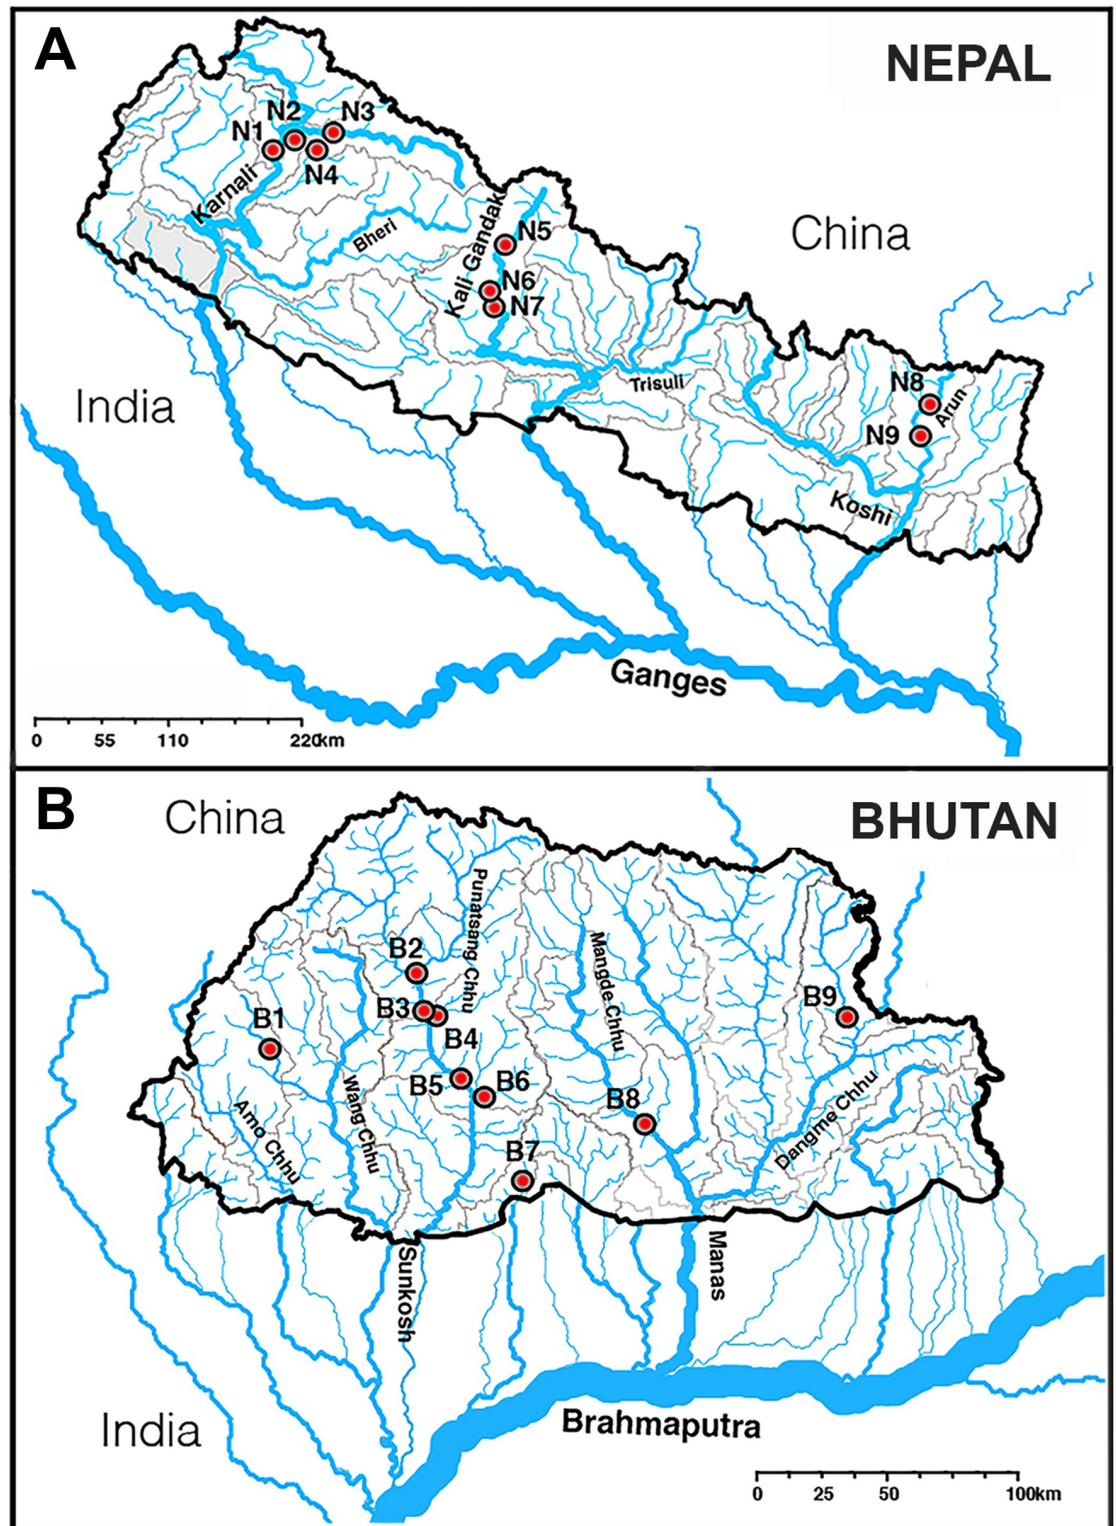 A
NEPAL
N2
N3
N1
N4
Karnali
Bheri
Kali Gandak
N5
N6
N7
China
India
Trisuli
N8
Arun
N9
Koshi
Ganges
0 55 110 220km
B
China
BHUTAN
Punatsang Chhu
B2
Mangde Chhu
B3
B9
B1
B4
B5
B6
B8
Wang Chhu
Amo Chhu
Dangme Chhu
B7
Manas
Sunkosh
India
Brahmaputra
0 25 50 100km